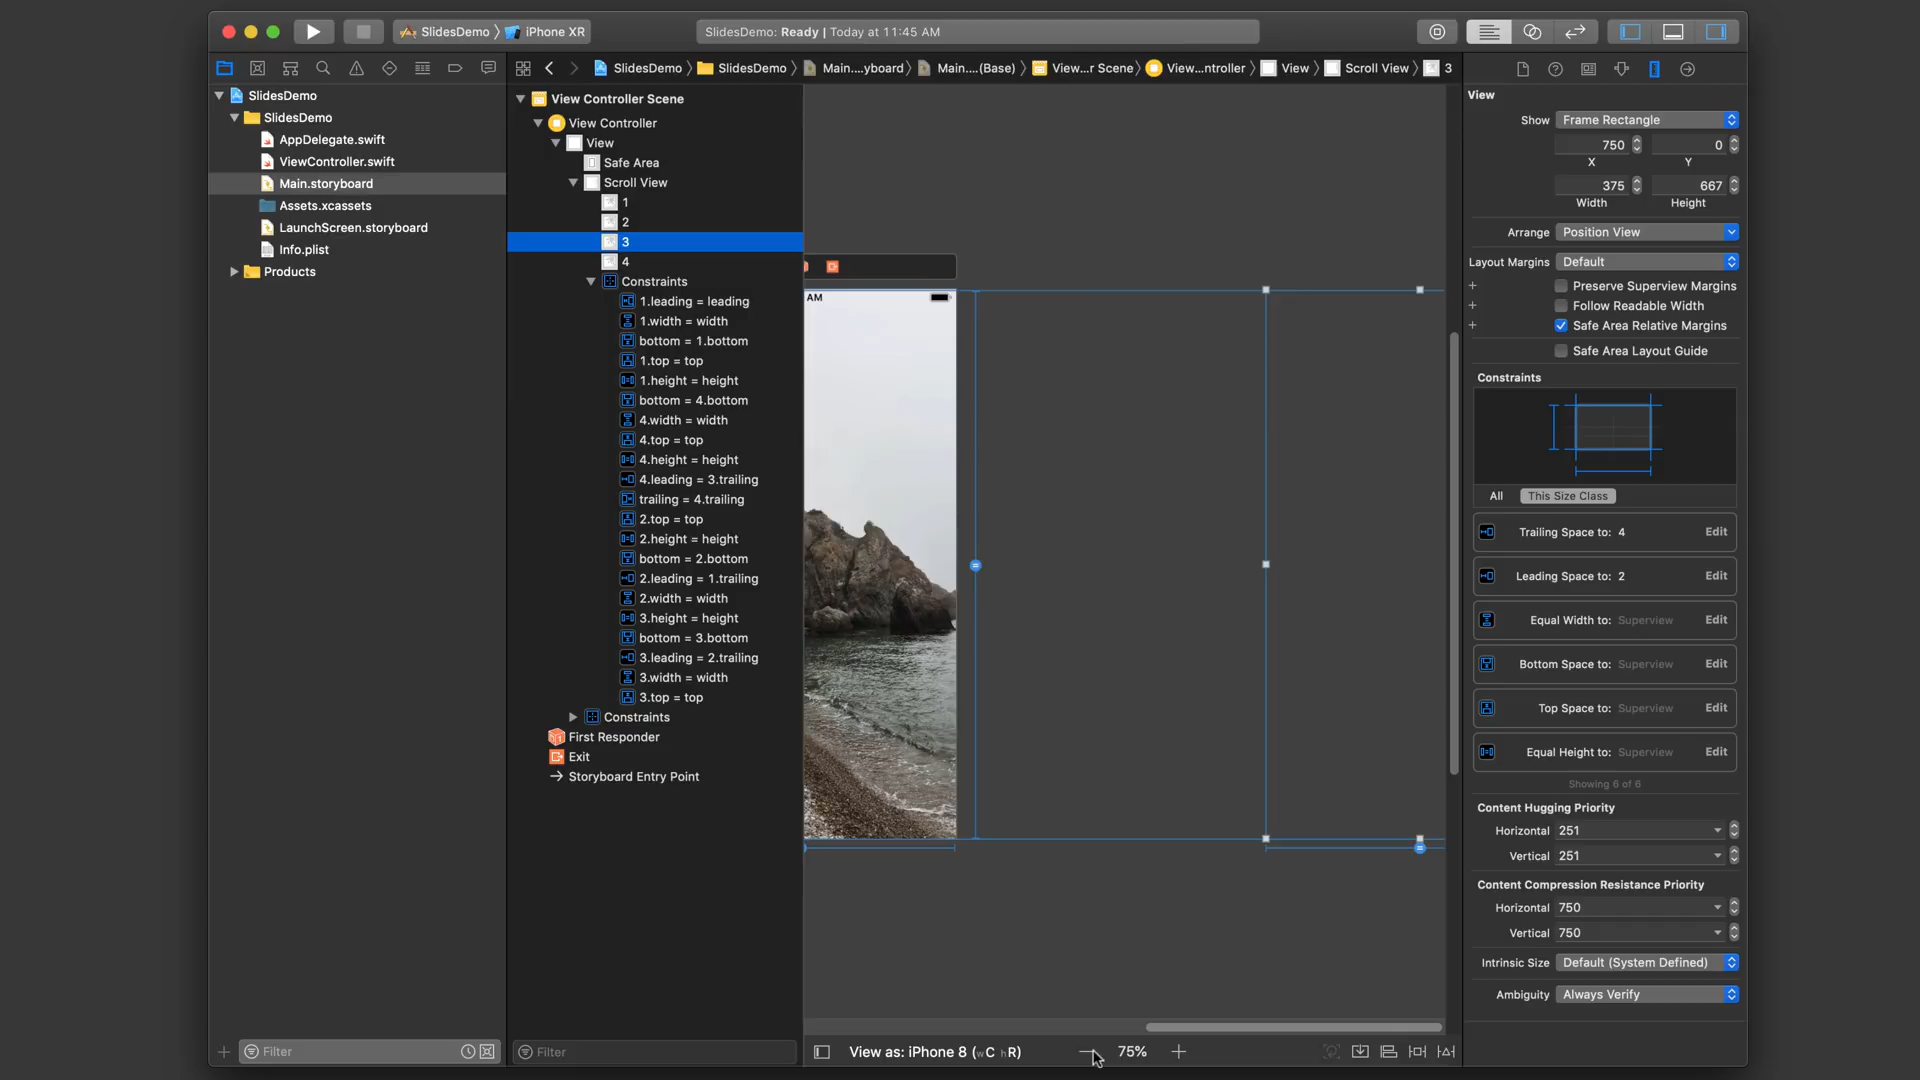 SlidesDemo
iPhone XR
SlidesDemo: Ready | Today at 11:45 AM
SlidesDemo
SlidesDemo
Main....yboard
Main....(Base)
View...r Scene
View...ntroller
View
Scroll View
3
SlidesDemo
SlidesDemo
AppDelegate.swift
ViewController.swift
Main.storyboard
Assets.xcassets
LaunchScreen.storyboard
Info.plist
Products
Filter
View Controller Scene
View Controller
View
Safe Area
Scroll View
1
2
3
4
Constraints
1.leading = leading
1.width = width
bottom = 1.bottom
1.top = top
1.height = height
bottom = 4.bottom
4.width = width
4.top = top
4.height = height
4.leading = 3.trailing
trailing = 4.trailing
2.top = top
2.height = height
bottom = 2.bottom
2.leading = 1.trailing
2.width = width
3.height = height
bottom = 3.bottom
3.leading = 2.trailing
3.width = width
3.top = top
Constraints
First Responder
Exit
Storyboard Entry Point
Filter
AM
View as: iPhone 8 (wC hR)
75%
View
Show Frame Rectangle
750 0
X Y
375 667
Width Height
Arrange Position View
Layout Margins Default
Preserve Superview Margins
Follow Readable Width
Safe Area Relative Margins
Safe Area Layout Guide
Constraints
All This Size Class
Trailing Space to: 4 Edit
Leading Space to: 2 Edit
Equal Width to: Superview Edit
Bottom Space to: Superview Edit
Top Space to: Superview Edit
Equal Height to: Superview Edit
Showing 6 of 6
Content Hugging Priority
Horizontal 251
Vertical 251
Content Compression Resistance Priority
Horizontal 750
Vertical 750
Intrinsic Size Default (System Defined)
Ambiguity Always Verify